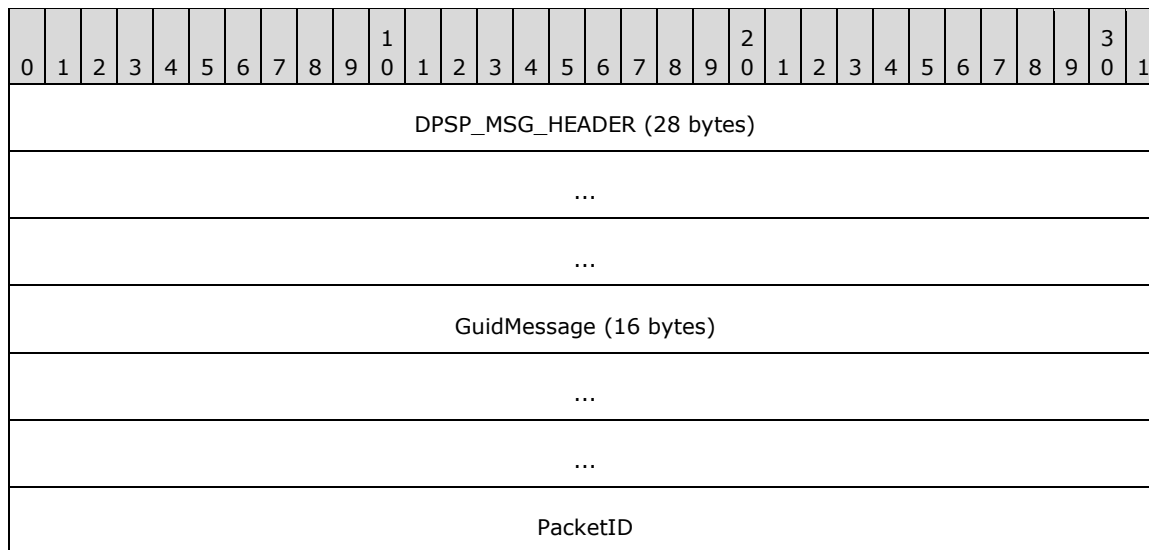 1 2 3
0 1 2 3 4 5 6 7 8 9 0 1 2 3 4 5 6 7 8 9 0 1 2 3 4 5 6 7 8 9 0 1
DPSP_MSG_HEADER (28 bytes)
...
...
GuidMessage (16 bytes)
...
...
PacketID